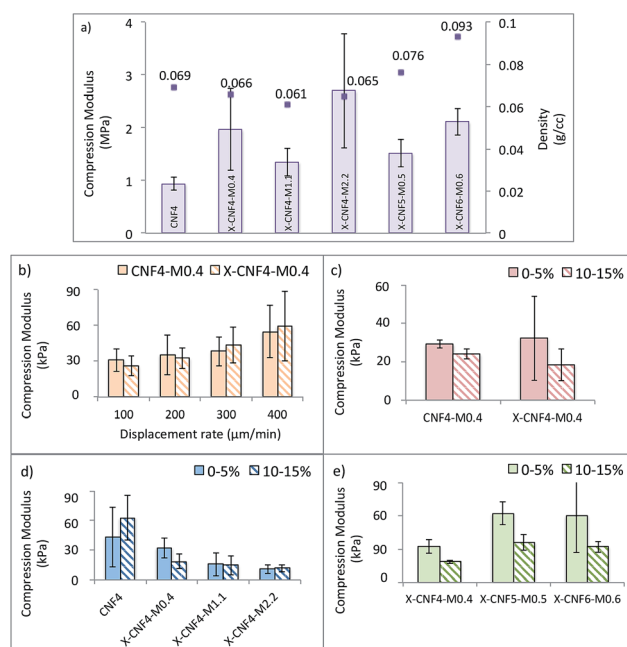 a)
Compression Modulus
(MPa)
4
3
2
1
0
0.069
0.066
0.061
0.065
0.076
0.093
CNF4
X-CNF4-M0.4
X-CNF4-M1.1
X-CNF4-M2.2
X-CNF5-M0.5
X-CNF6-M0.6
0.1
0.08
0.06
0.04
0.02
0
Density
(g/cc)
b)
CNF4-M0.4 X-CNF4-M0.4
Compression Modulus
(kPa)
90
60
30
0
100 200 300 400
Displacement rate (µm/min)
c)
0-5% 10-15%
Compression Modulus
(kPa)
60
40
20
0
CNF4-M0.4 X-CNF4-M0.4
d)
0-5% 10-15%
Compression Modulus
(kPa)
90
60
30
0
CNF4
X-CNF4-M0.4
X-CNF4-M1.1
X-CNF4-M2.2
e)
0-5% 10-15%
Compression Modulus
(kPa)
90
60
90
0
X-CNF4-M0.4 X-CNF5-M0.5 X-CNF6-M0.6